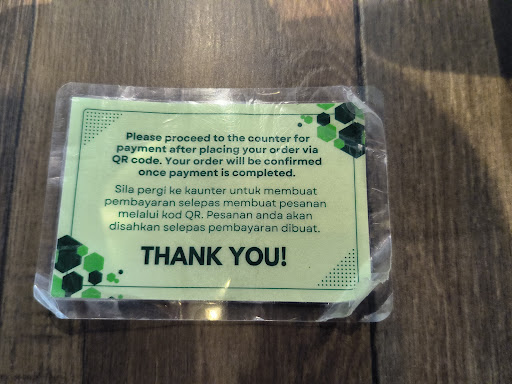 Please proceed to the counter for
payment after placing your order via
QR code. Your order will be confirmed
once payment is completed.
Sila pergi ke kaunter untuk membuat
pembayaran selepas membuat pesanan
melalui kod QR. Pesanan anda akan
disahkan selepas pembayaran dibuat.
THANK YOU!